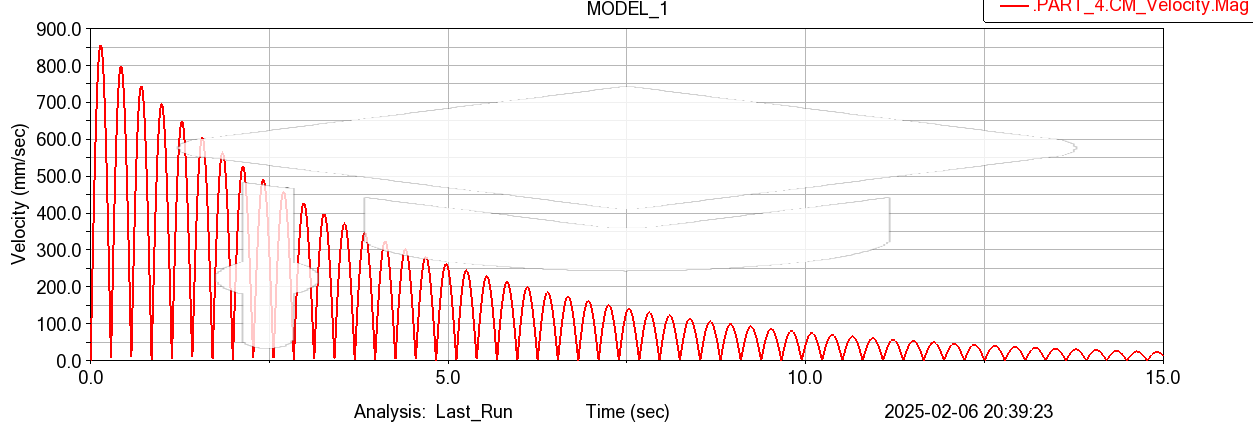 MODEL_1
.PART_4.CM_Velocity.Mag
900.0
800.0
700.0
600.0
500.0
400.0
300.0
200.0
100.0
0.0
Velocity (mm/sec)
0.0 5.0 10.0 15.0
Analysis: Last_Run Time (sec) 2025-02-06 20:39:23